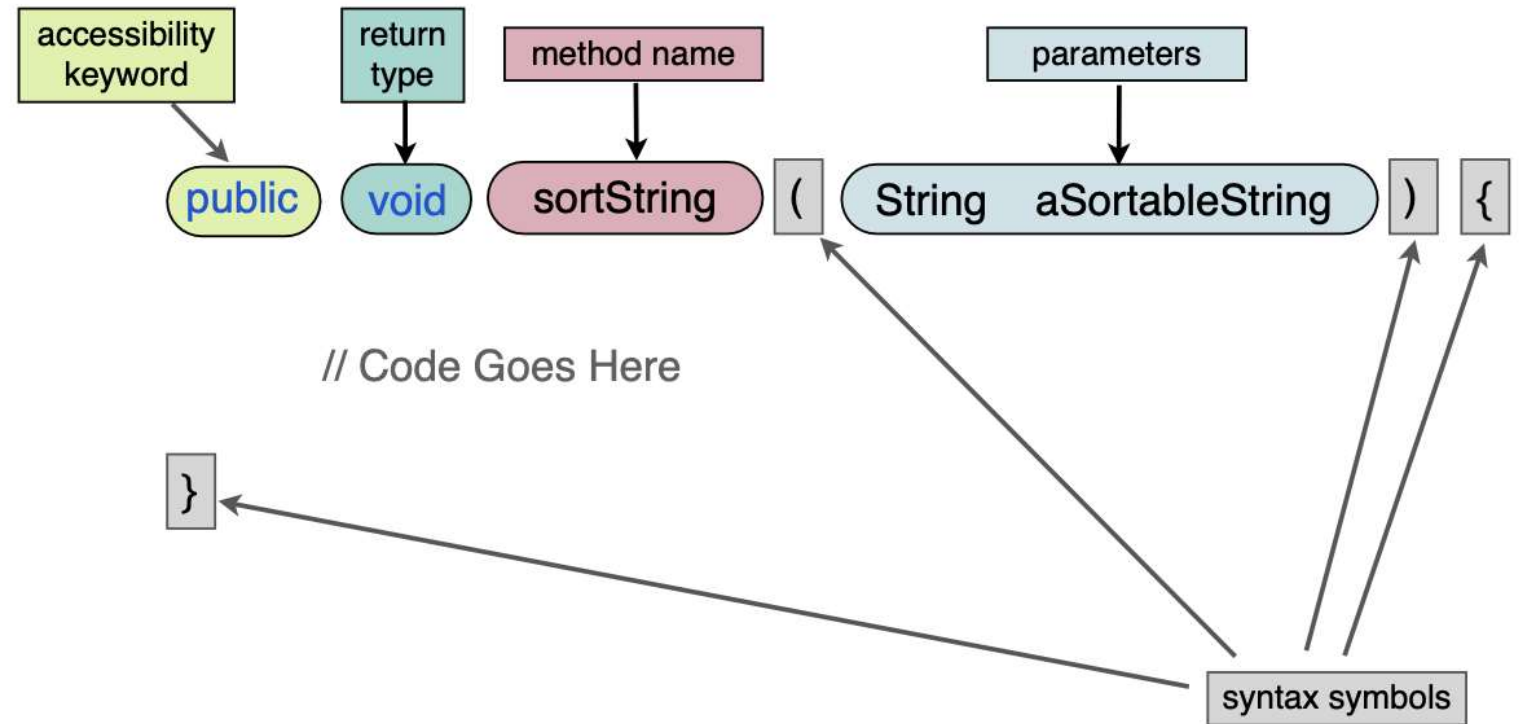 accessibility
keyword
return
type
method name
parameters
public void sortString ( String aSortableString ) {
// Code Goes Here
}
syntax symbols